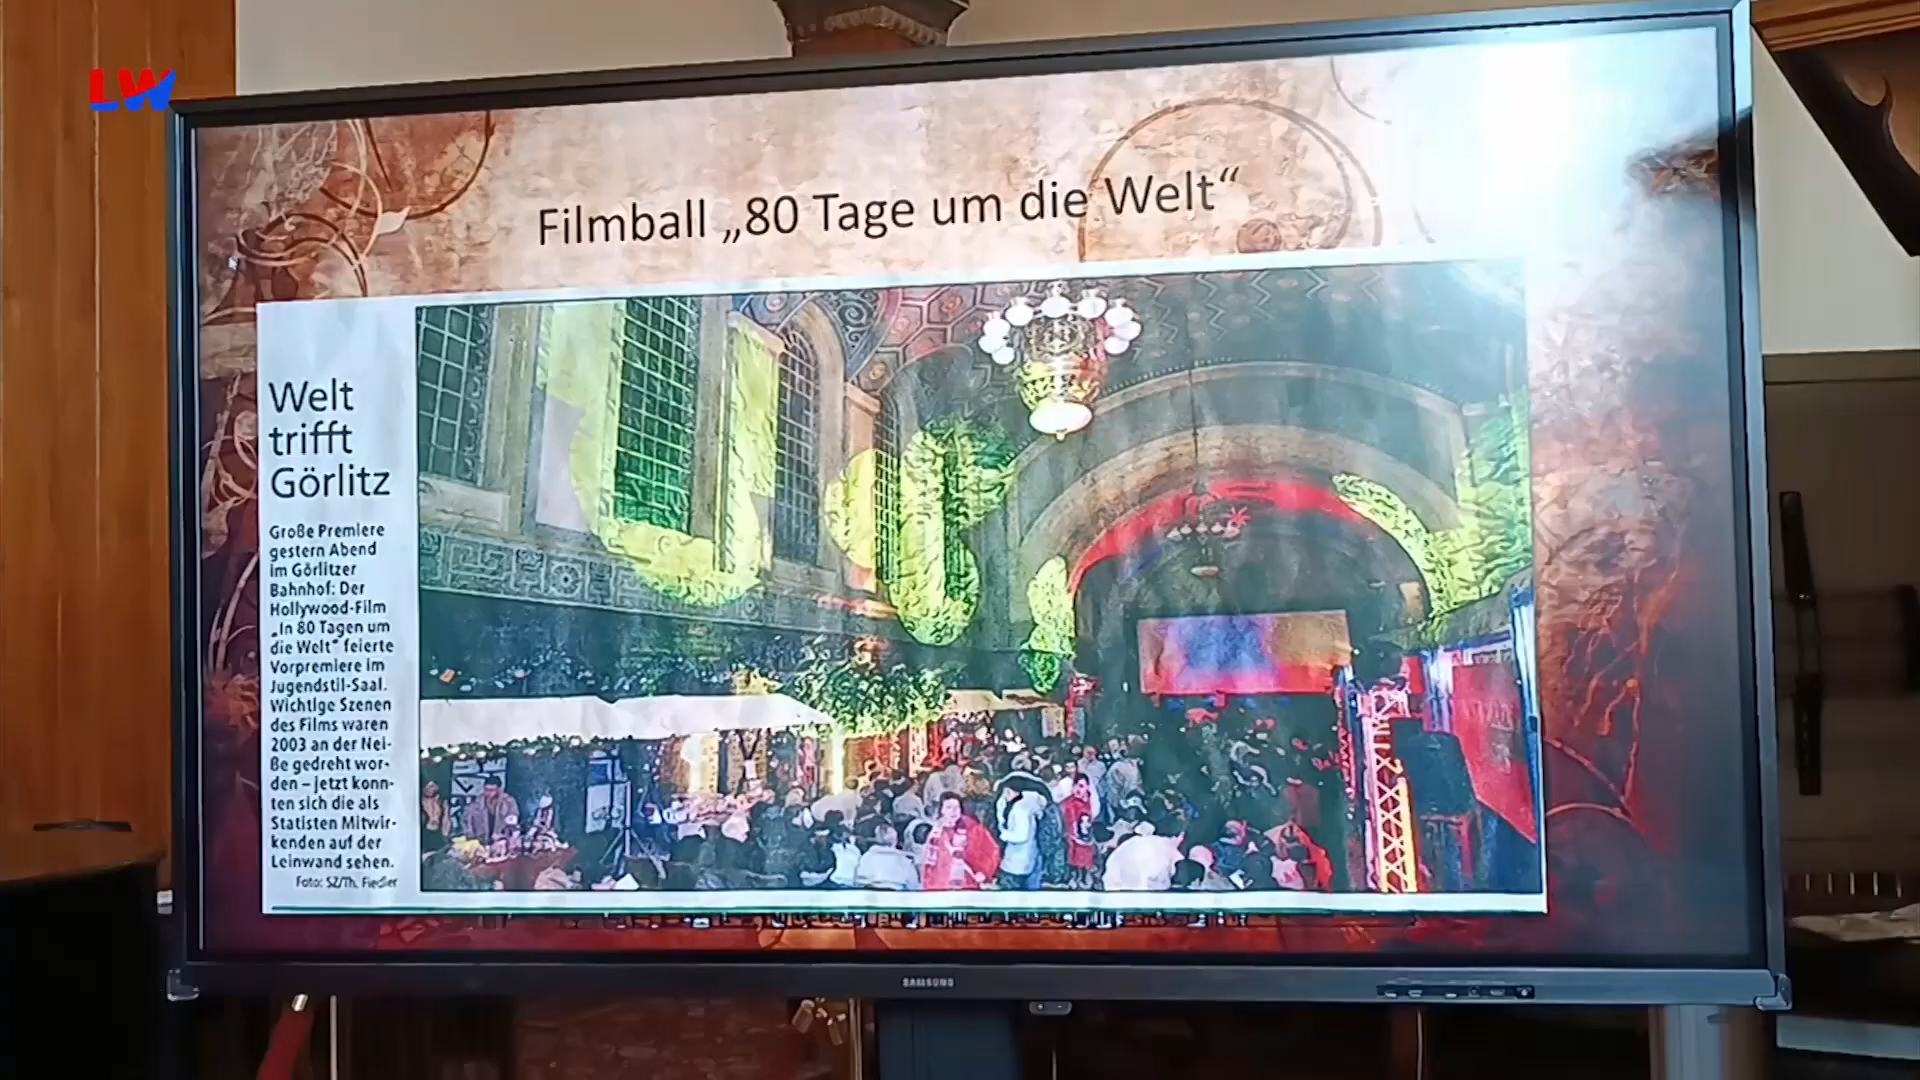 LW
Filmball „80 Tage um die Welt“
Welt
trifft
Görlitz
Große Premiere
gestern Abend
im Görlitzer
Bahnhof: Der
Hollywood-Film
„In 80 Tagen um
die Welt“ feierte
Vorpremiere im
Jugendstil-Saal.
Wichtige Szenen
des Films waren
2003 an der Nei-
ße gedreht wor-
den – jetzt konn-
ten sich die als
Statisten Mitwir-
kenden auf der
Leinwand sehen.
Foto: SZ/Th. Fiedler
SAMSUNG